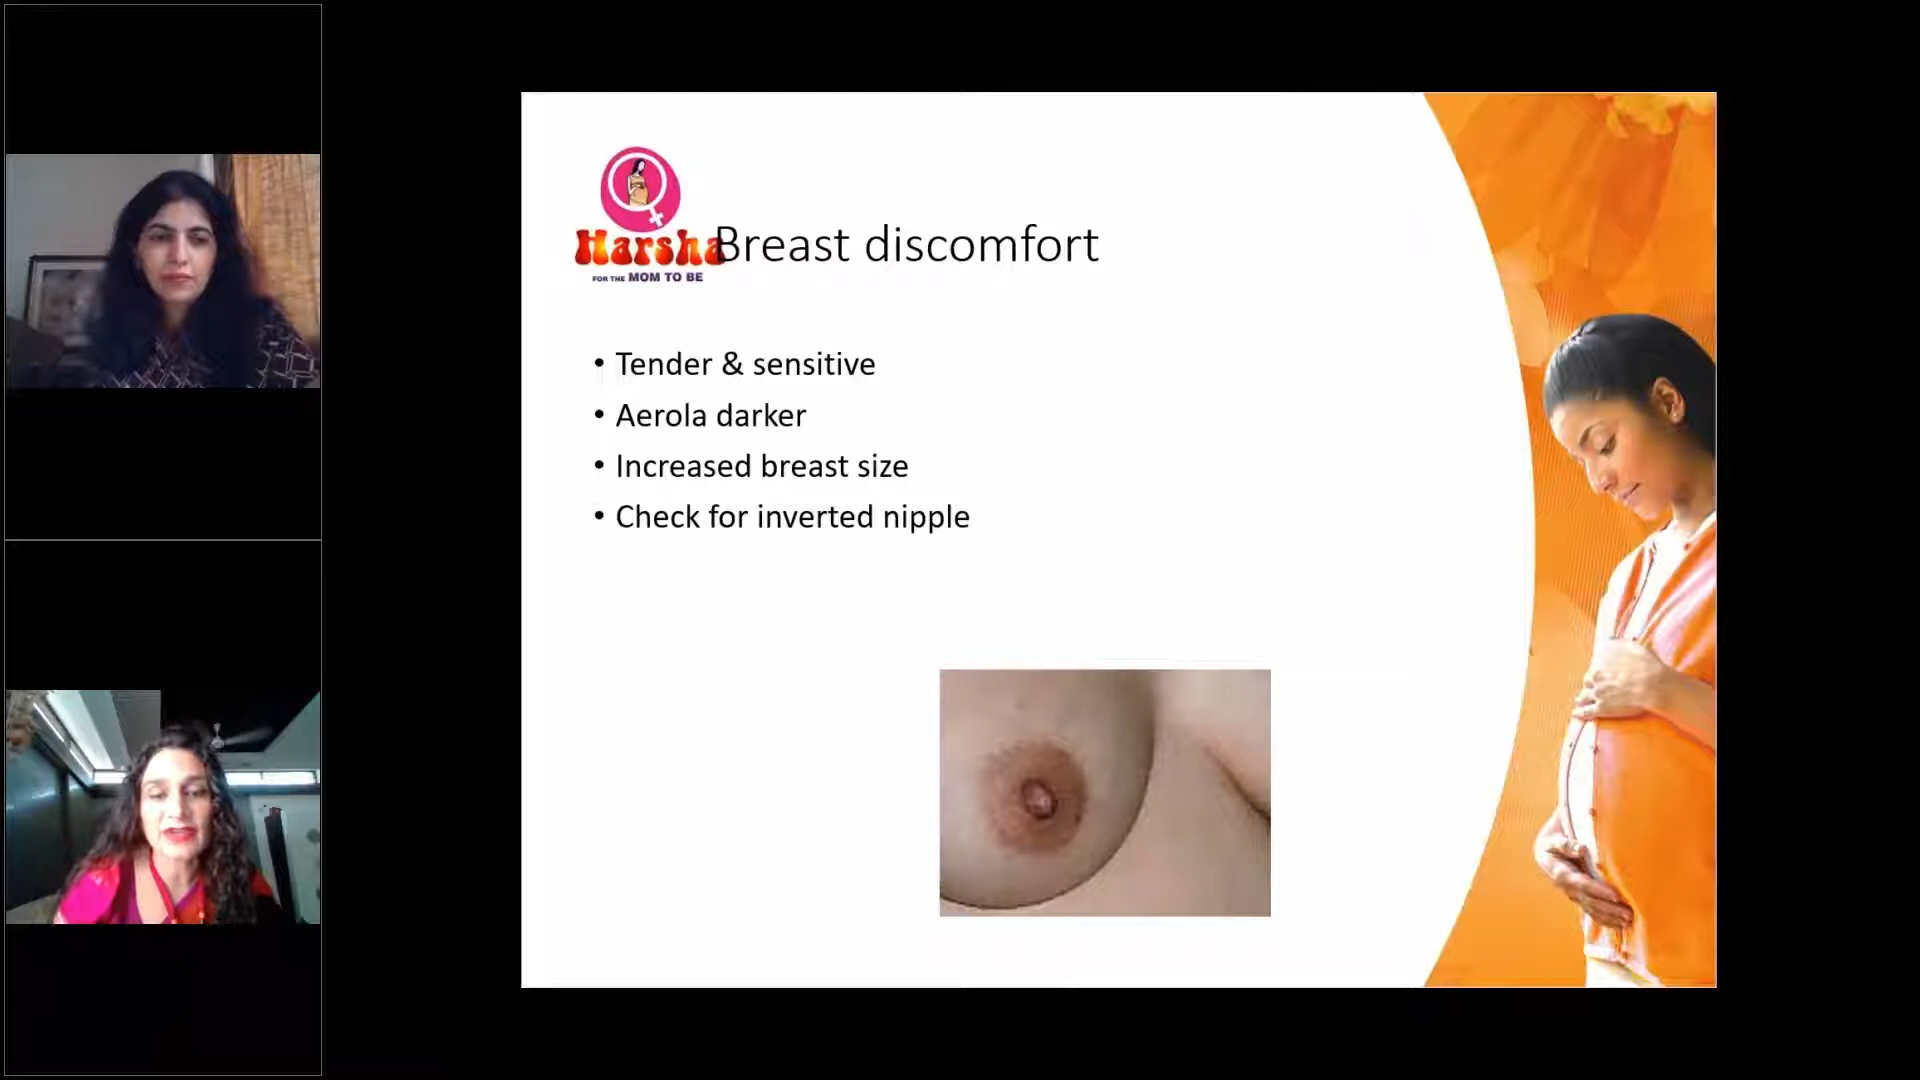 Harsha
FOR THE MOM TO BE
Breast discomfort
• Tender & sensitive
• Aerola darker
• Increased breast size
• Check for inverted nipple